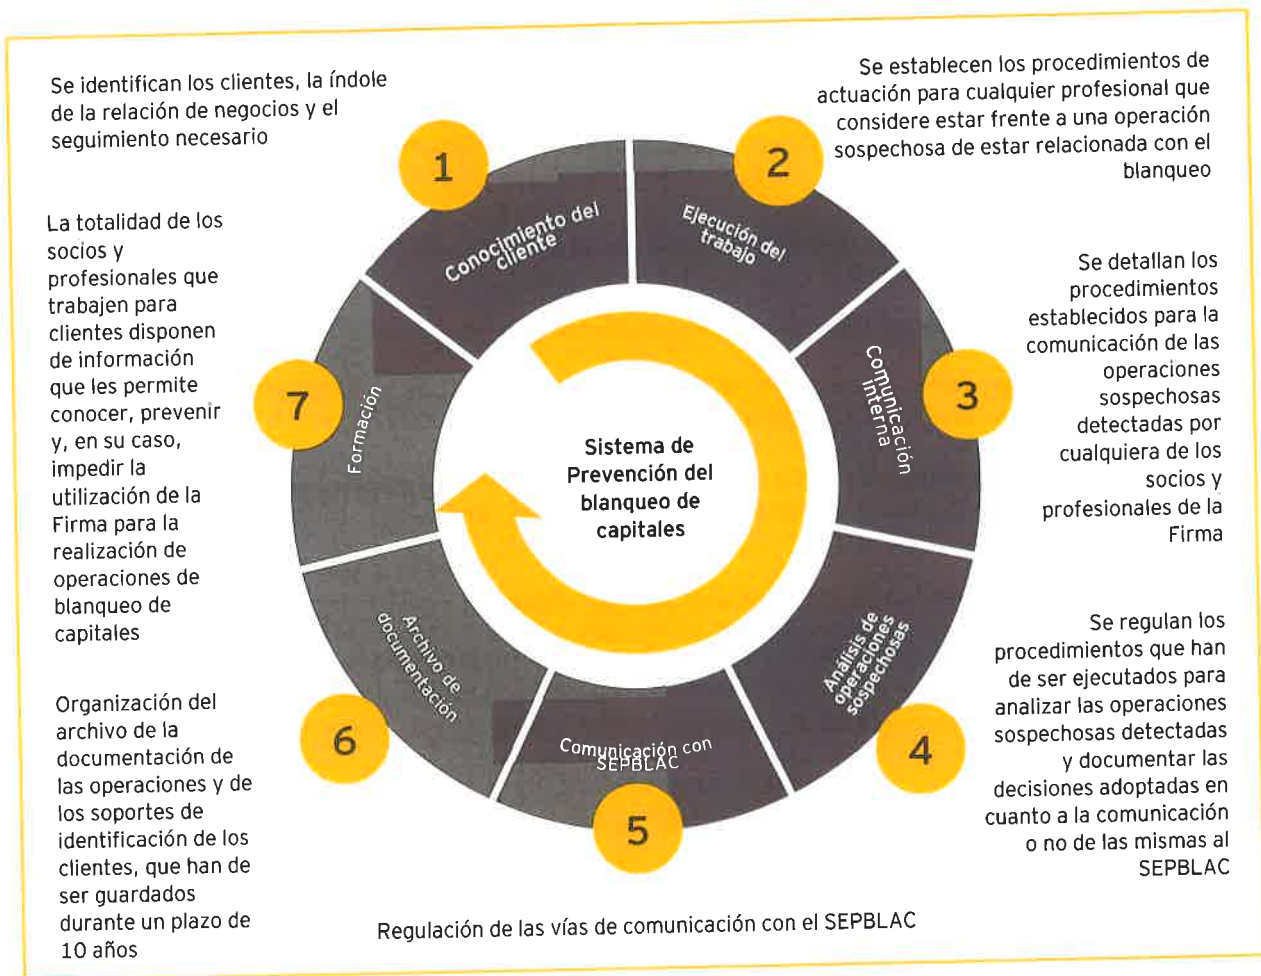 Se identifican los clientes, la índole
de la relación de negocios y el
seguimiento necesario
1
Conocimiento del
cliente
Se establecen los procedimientos de
actuación para cualquier profesional que
considere estar frente a una operación
sospechosa de estar relacionada con el
blanqueo
2
Ejecución del
trabajo
Se detallan los
procedimientos
establecidos para la
comunicación de las
operaciones
sospechosas
detectadas por
cualquiera de los
socios y
profesionales de la
Firma
3
Comunicación
interna
Se regulan los
procedimientos que han
de ser ejecutados para
analizar las operaciones
sospechosas detectadas
y documentar las
decisiones adoptadas en
cuanto a la comunicación
o no de las mismas al
SEPBLAC
4
Análisis de
operaciones
sospechosas
5
Comunicación con
SEPBLAC
Regulación de las vías de comunicación con el SEPBLAC
6
Archivo de
documentación
Organización del
archivo de la
documentación de
las operaciones y de
los soportes de
identificación de los
clientes, que han de
ser guardados
durante un plazo de
10 años
7
Formación
La totalidad de los
socios y
profesionales que
trabajen para
clientes disponen
de información
que les permite
conocer, prevenir
y, en su caso,
impedir la
utilización de la
Firma para la
realización de
operaciones de
blanqueo de
capitales
Sistema de
Prevención del
blanqueo de
capitales